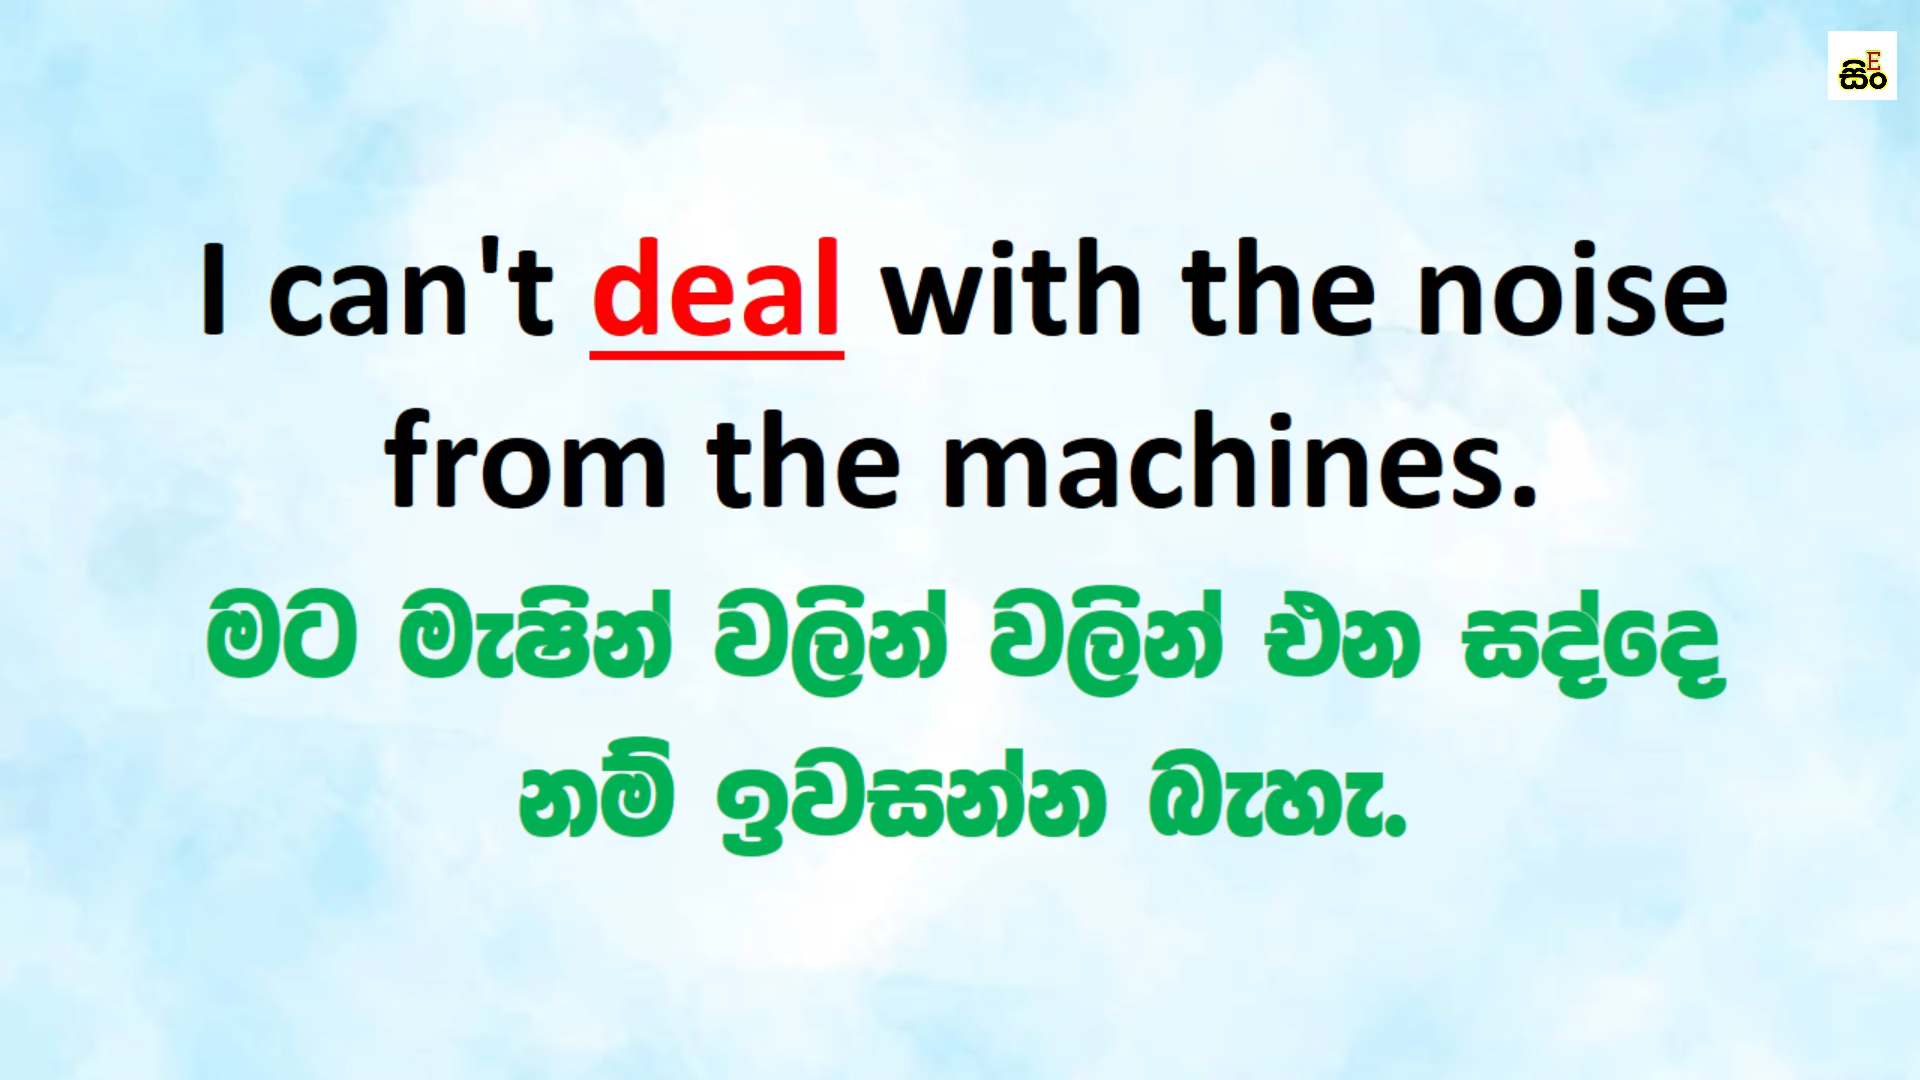 සිංE
I can't deal with the noise
from the machines.
මට මැෂින් වලින් වලින් එන සද්දෙ
නම් ඉවසන්න බැහැ.